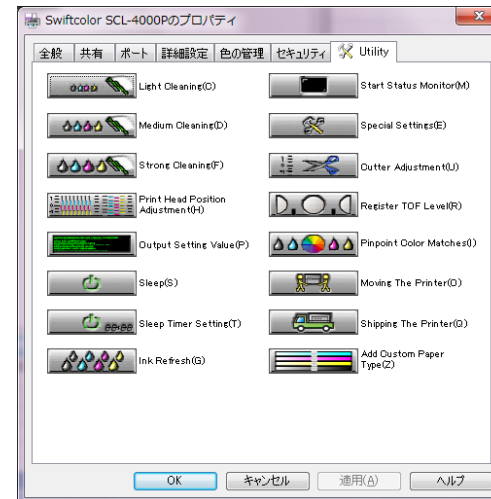 Swiftcolor SCL-4000Pのプロパティ
全般 共有 ポート 詳細設定 色の管理 セキュリティ Utility
Light Cleaning(C) Start Status Monitor(M)
Medium Cleaning(D) Special Settings(E)
Strong Cleaning(F) Cutter Adjustment(U)
Print Head Position
Adjustment(H) Register TOF Level(R)
Output Setting Value(P) Pinpoint Color Matches(I)
Sleep(S) Moving The Printer(O)
Sleep Timer Setting(T) Shipping The Printer(Q)
Ink Refresh(G) Add Custom Paper
Type(Z)
OK キャンセル 適用(A) ヘルプ